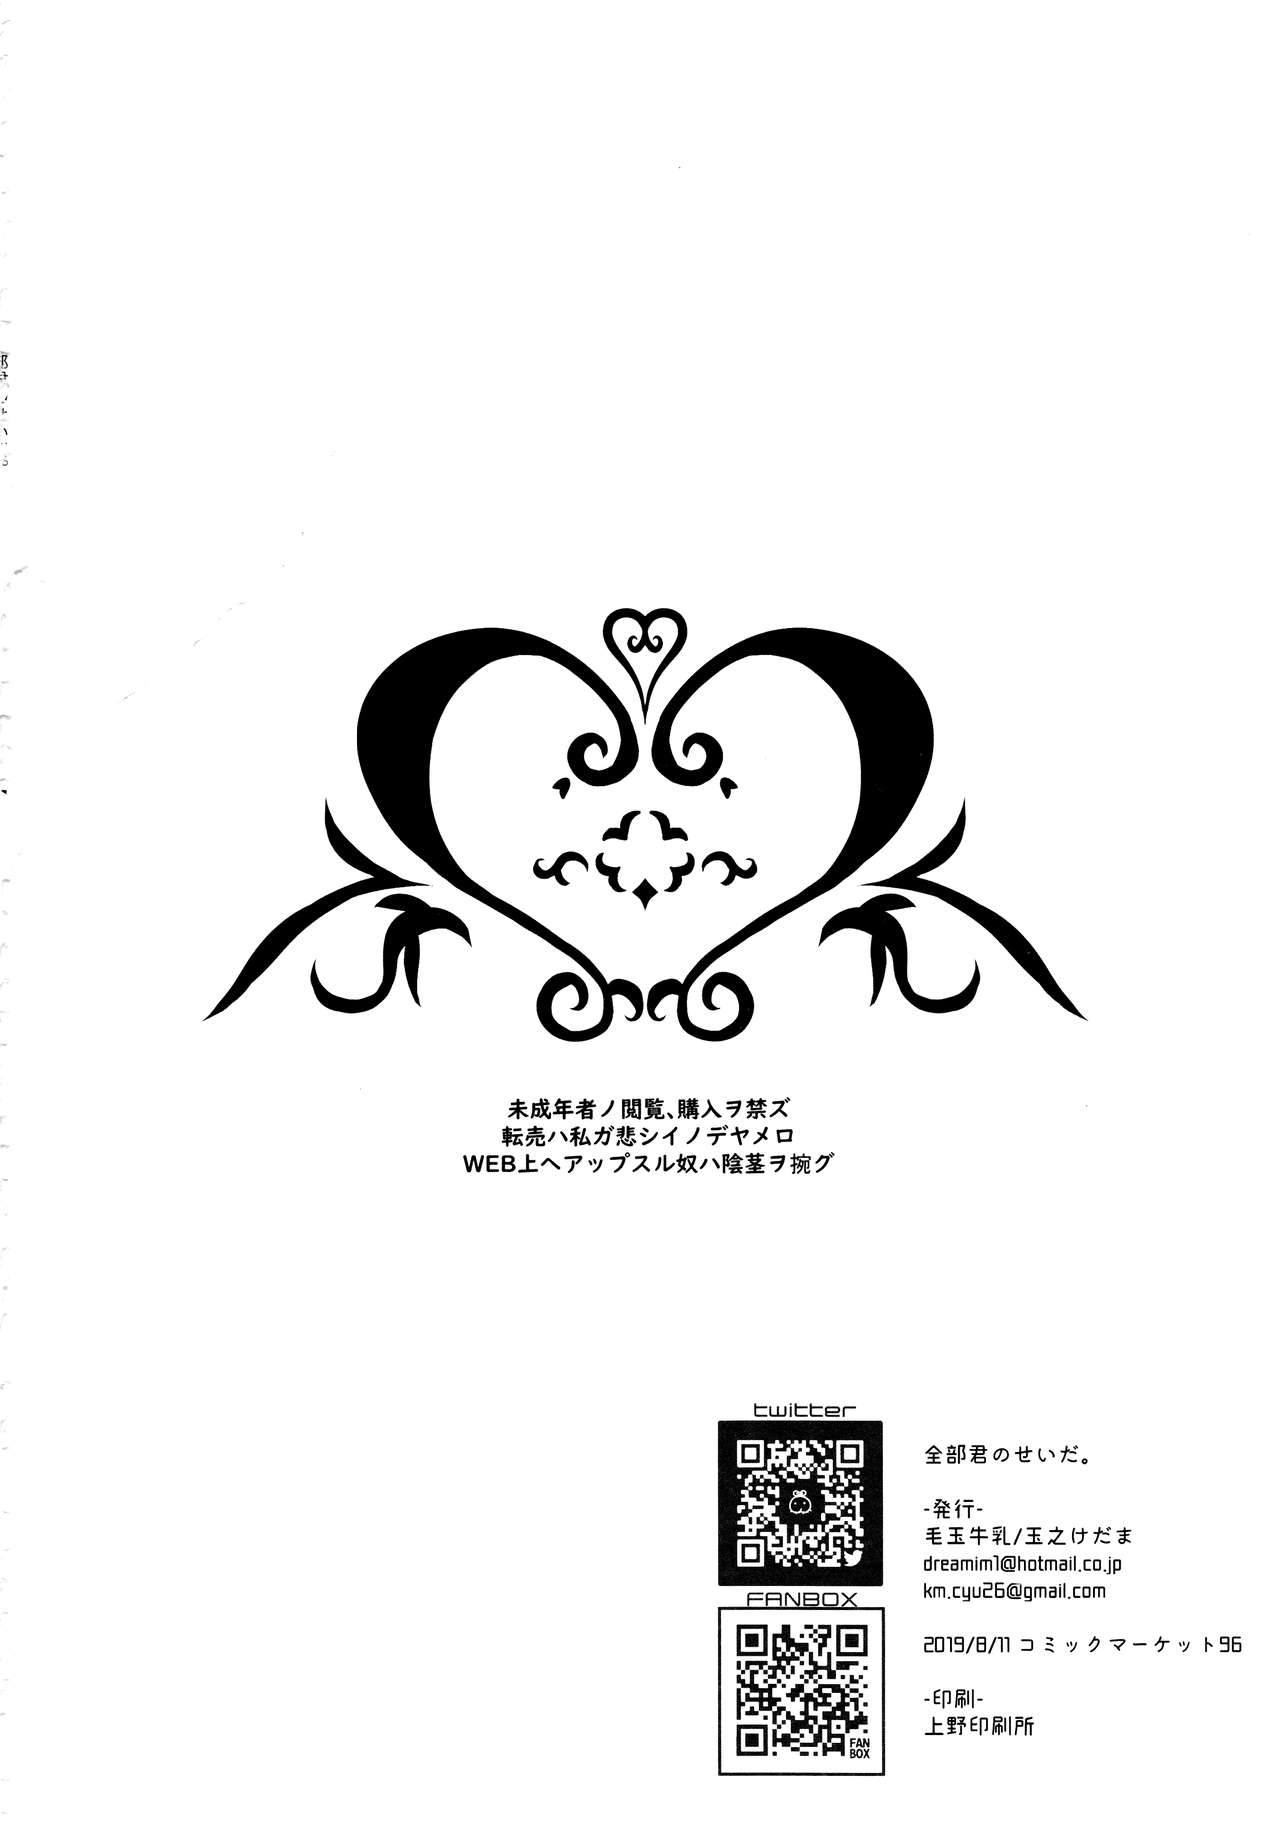 未成年者ノ閲覧、購入ヲ禁ズ
転売ハ私ガ悲シイノデヤメロ
WEB上ヘアップスル奴ハ陰茎ヲ捥グ
twitter
FANBOX
FAN
BOX
全部君のせいだ。
-発行-
毛玉牛乳/玉之けだま
dreamim1@hotmail.co.jp
km.cyu26@gmail.com
2019/8/11 コミックマーケット96
-印刷-
上野印刷所